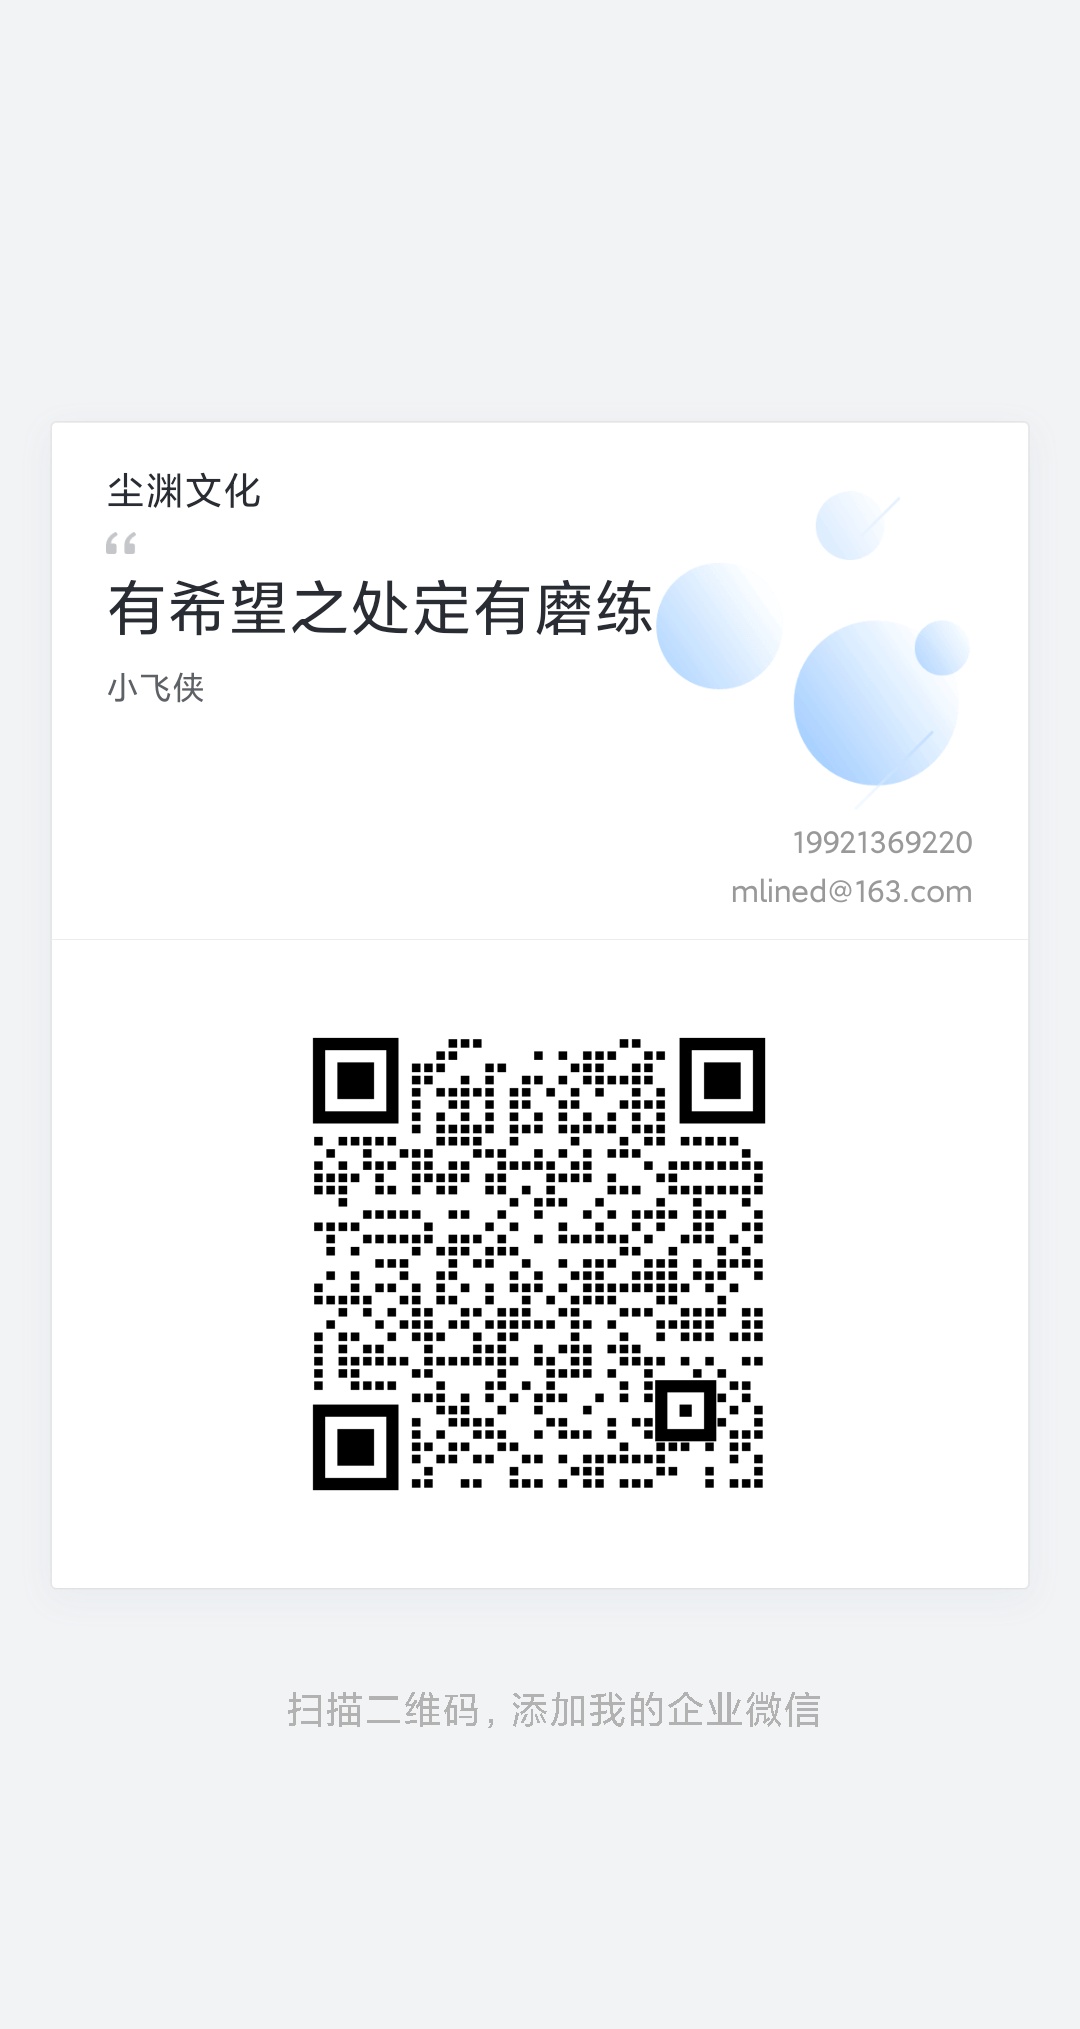 尘渊文化
“
有希望之处定有磨练
小飞侠
19921369220
mlined@163.com
扫描二维码，添加我的企业微信